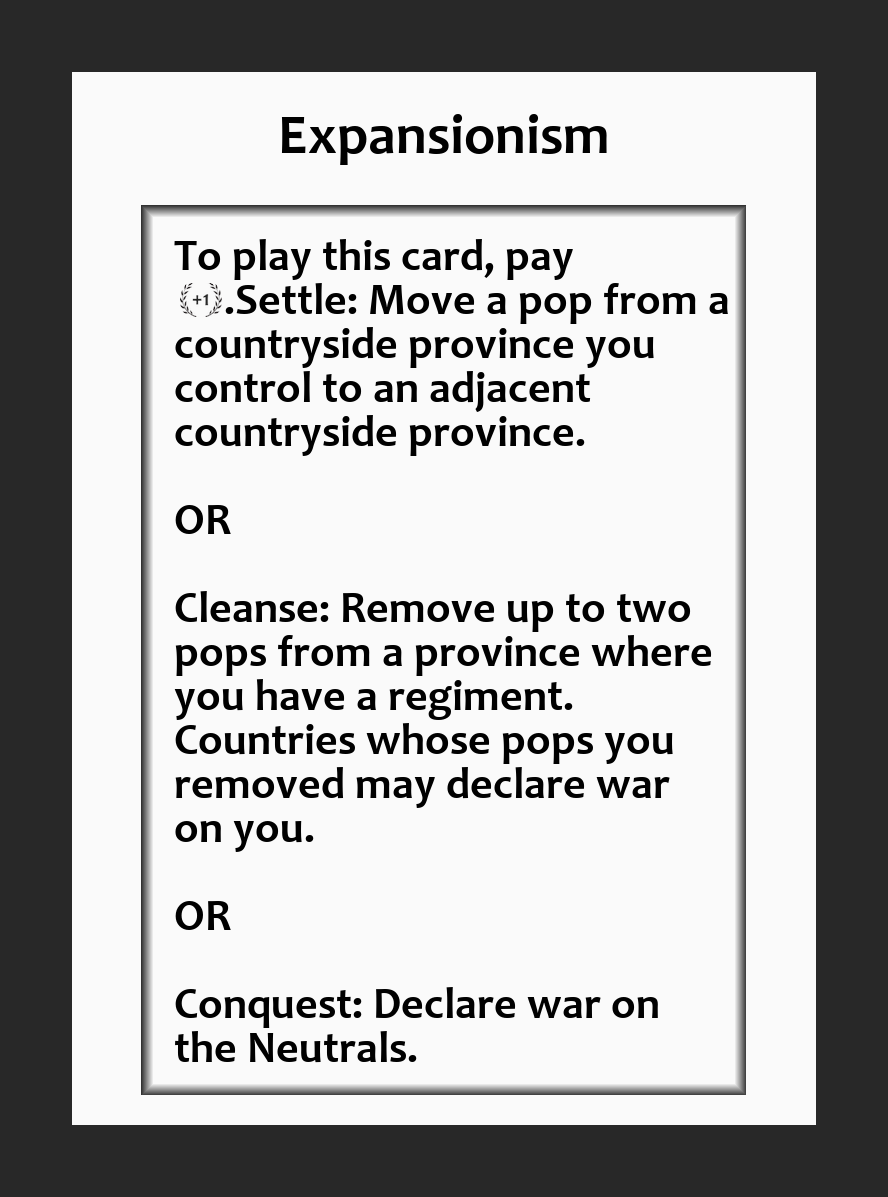 Expansionism
To play this card, pay
+1.Settle: Move a pop from a
countryside province you
control to an adjacent
countryside province.
OR
Cleanse: Remove up to two
pops from a province where
you have a regiment.
Countries whose pops you
removed may declare war
on you.
OR
Conquest: Declare war on
the Neutrals.